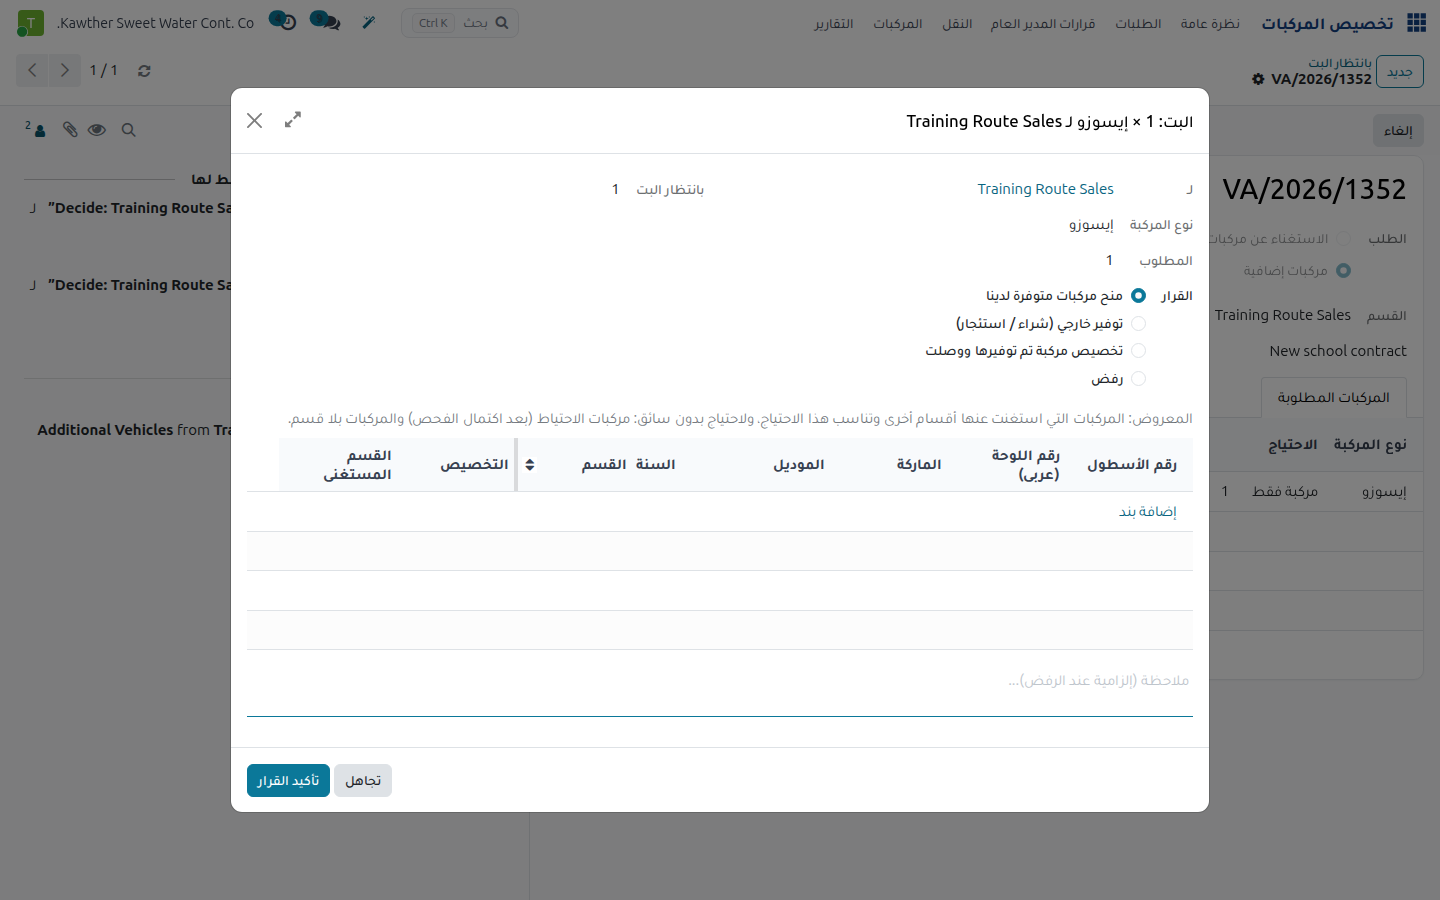 تخصيص المركبات نظرة عامة الطلبات قرارات المدير العام النقل المركبات التقارير
بحث Ctrl K
Kawther Sweet Water Cont. Co.
T
جديد
بانتظار البت
VA/2026/1352
1 / 1
إلغاء
2
VA/2026/1352
الطلب
الاستغناء عن مركبات
مركبات إضافية
القسم Training Route Sales
New school contract
المركبات المطلوبة
نوع المركبة الاحتياج
إيسوزو مركبة فقط 1
"Decide: Training Route Sa لـ
"Decide: Training Route Sa لـ
Additional Vehicles from Tra
البت: 1 × إيسوزو لـ Training Route Sales
لـ Training Route Sales
بانتظار البت 1
نوع المركبة إيسوزو
المطلوب 1
القرار
منح مركبات متوفرة لدينا
توفير خارجي (شراء / استئجار)
تخصيص مركبة تم توفيرها ووصلت
رفض
المعروض: المركبات التي استغنت عنها أقسام أخرى وتناسب هذا الاحتياج. ولاحتياج بدون سائق: مركبات الاحتياط (بعد اكتمال الفحص) والمركبات بلا قسم.
رقم الأسطول رقم اللوحة (عربي) الماركة الموديل السنة القسم التخصيص القسم المستغنى
إضافة بند
ملاحظة (إلزامية عند الرفض)...
تأكيد القرار تجاهل